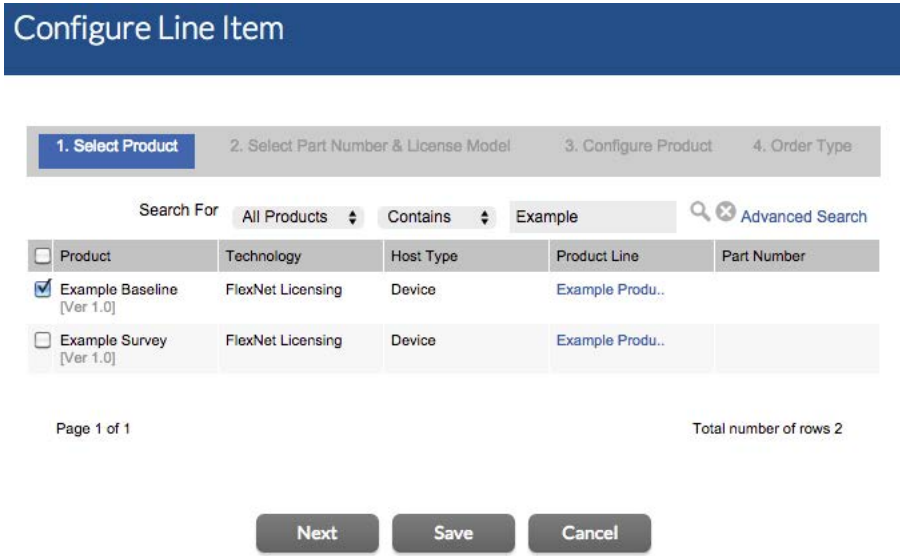 Configure Line Item
1. Select Product 2. Select Part Number & License Model 3. Configure Product 4. Order Type
Search For All Products Contains Example Advanced Search
Product Technology Host Type Product Line Part Number
Example Baseline FlexNet Licensing Device Example Produ..
[Ver 1.0]
Example Survey FlexNet Licensing Device Example Produ..
[Ver 1.0]
Page 1 of 1 Total number of rows 2
Next Save Cancel